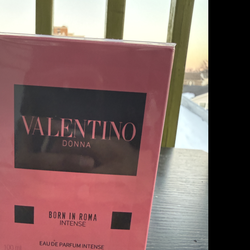 VALENTINO
DONNA
BORN IN ROMA
INTENSE
EAU DE PARFUM INTENSE